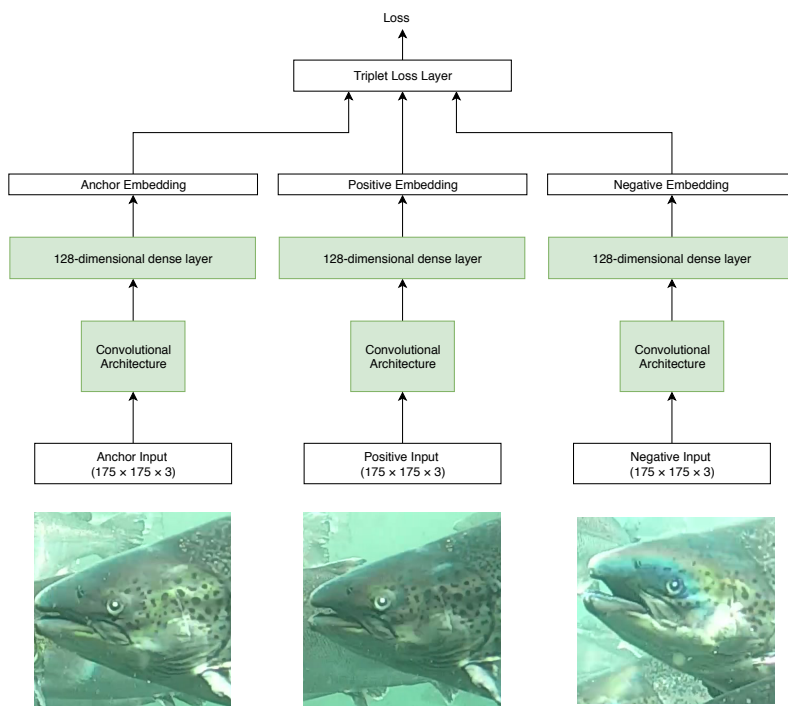 Loss
Triplet Loss Layer
Anchor Embedding
Positive Embedding
Negative Embedding
128-dimensional dense layer
128-dimensional dense layer
128-dimensional dense layer
Convolutional
Architecture
Convolutional
Architecture
Convolutional
Architecture
Anchor Input
(175 × 175 × 3)
Positive Input
(175 × 175 × 3)
Negative Input
(175 × 175 × 3)